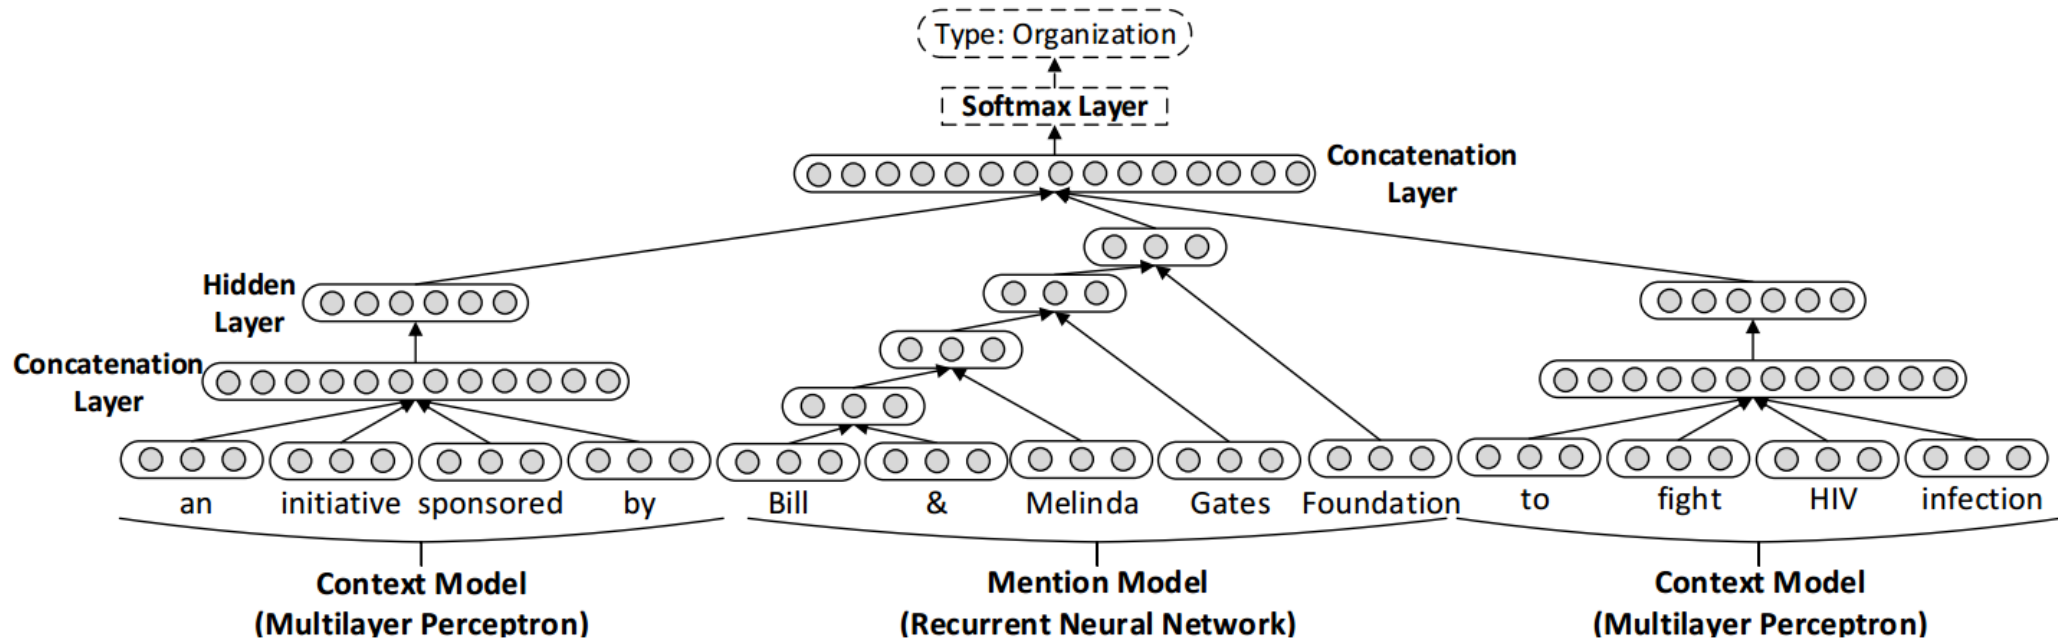 Type: Organization
Softmax Layer
Concatenation
Layer
Hidden
Layer
Concatenation
Layer
an initiative sponsored by Bill & Melinda Gates Foundation to fight HIV infection
Context Model
(Multilayer Perceptron)
Mention Model
(Recurrent Neural Network)
Context Model
(Multilayer Perceptron)